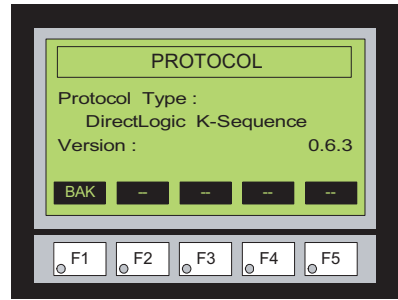 PROTOCOL
Protocol Type :
DirectLogic K-Sequence
Version : 0.6.3
BAK -- -- -- --
F1 F2 F3 F4 F5